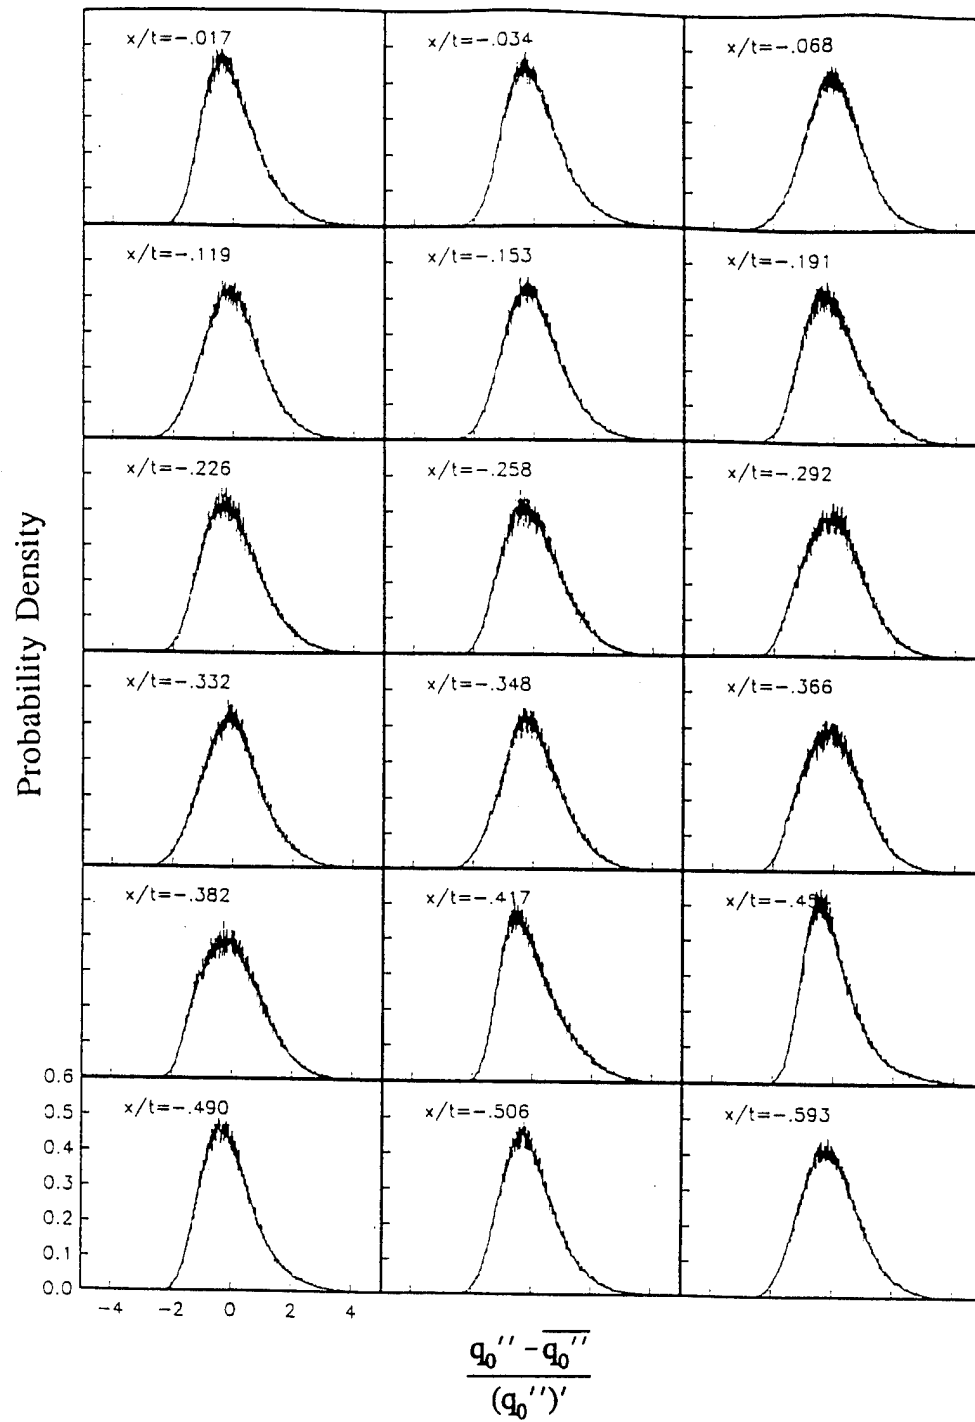 x/t=-.017 x/t=-.034 x/t=-.068
x/t=-.119 x/t=-.153 x/t=-.191
x/t=-.226 x/t=-.258 x/t=-.292
x/t=-.332 x/t=-.348 x/t=-.366
x/t=-.382 x/t=-.417
x/t=-.490 x/t=-.506 x/t=-.593
Probability Density
0.6
0.5
0.4
0.3
0.2
0.1
0.0
-4 -2 0 2 4
q₀'' - q̅₀̅''̅
(q₀'')'